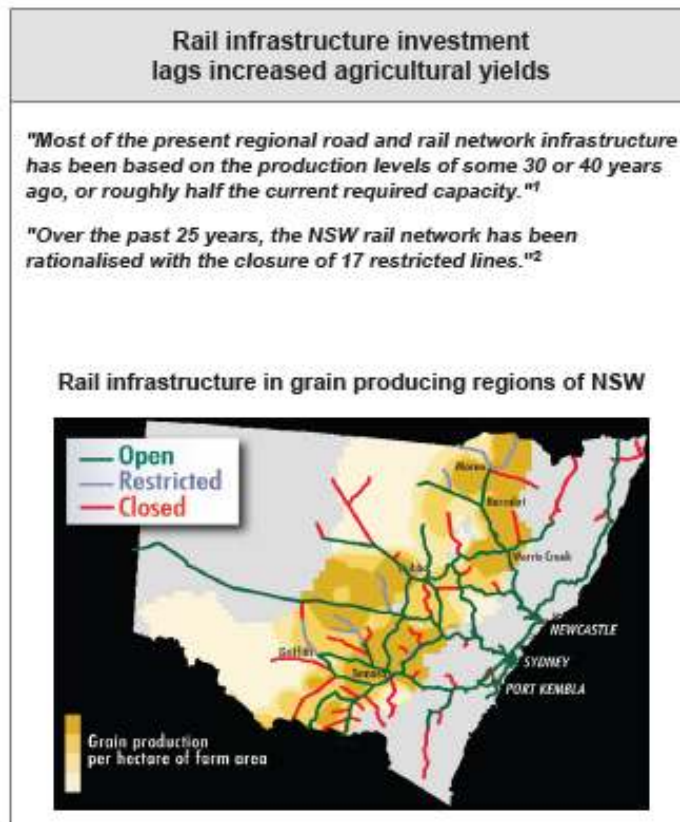 Rail infrastructure investment
lags increased agricultural yields
"Most of the present regional road and rail network infrastructure
has been based on the production levels of some 30 or 40 years
ago, or roughly half the current required capacity."1
"Over the past 25 years, the NSW rail network has been
rationalised with the closure of 17 restricted lines."2
Rail infrastructure in grain producing regions of NSW
Open
Restricted
Closed
Moree
Narrabri
Werris Creek
Griffith
NEWCASTLE
SYDNEY
PORT KEMBLA
Grain production
per hectare of farm area